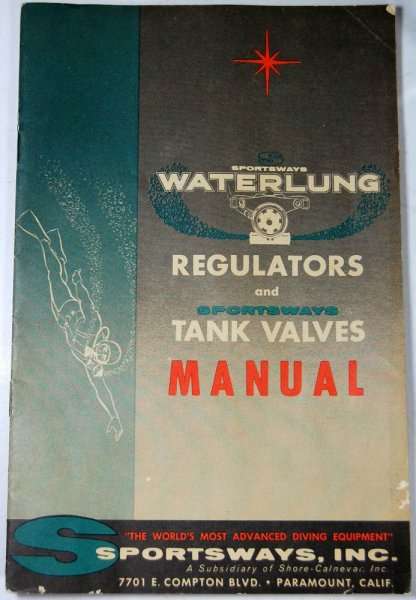 SPORTSWAYS
WATERLUNG
REGULATORS
and
SPORTSWAYS
TANK VALVES
MANUAL
"THE WORLD'S MOST ADVANCED DIVING EQUIPMENT"
SPORTSWAYS, INC.
A Subsidiary of Shore-Calnevar, Inc.
7701 E. COMPTON BLVD. • PARAMOUNT, CALIF.